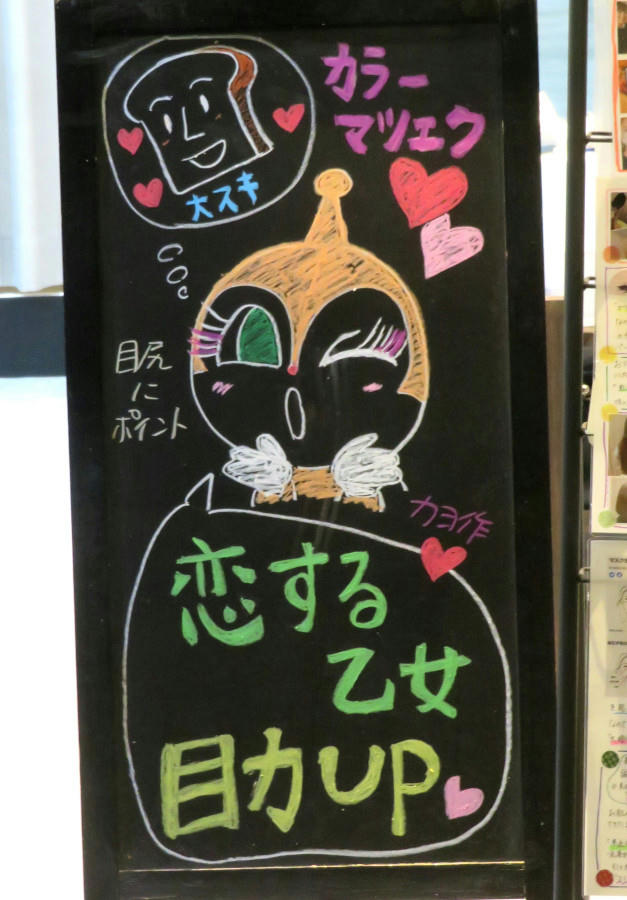 カラー
マツエク
大スキ
目尻
に
ポイント
カヨ作
恋する
乙女
目力UP